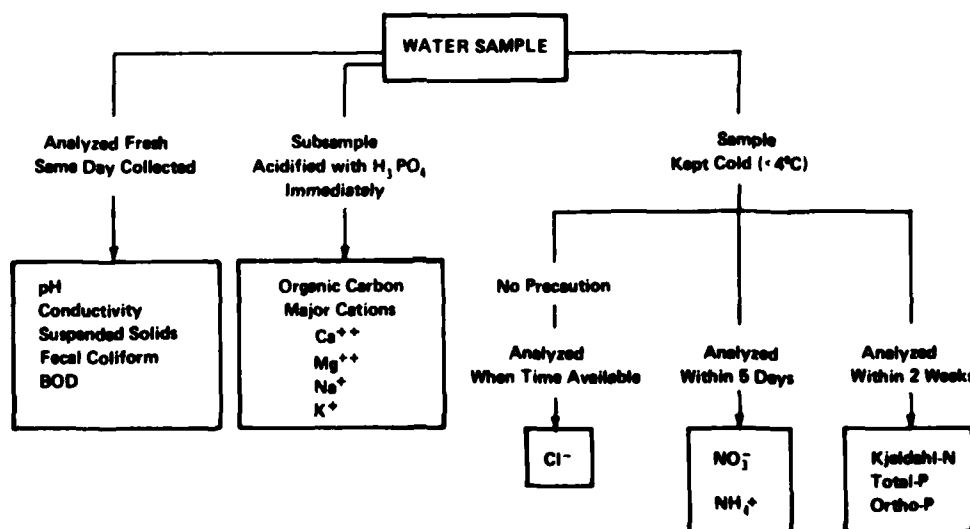 WATER SAMPLE
Analyzed Fresh
Same Day Collected
pH
Conductivity
Suspended Solids
Fecal Coliform
BOD
Subsample
Acidified with H₃PO₄
Immediately
Organic Carbon
Major Cations
Ca⁺⁺
Mg⁺⁺
Na⁺
K⁺
Sample
Kept Cold (<4°C)
No Precaution
Analyzed
When Time Available
Cl⁻
Analyzed
Within 5 Days
NO₃⁻
NH₄⁺
Analyzed
Within 2 Weeks
Kjeldahl-N
Total-P
Ortho-P